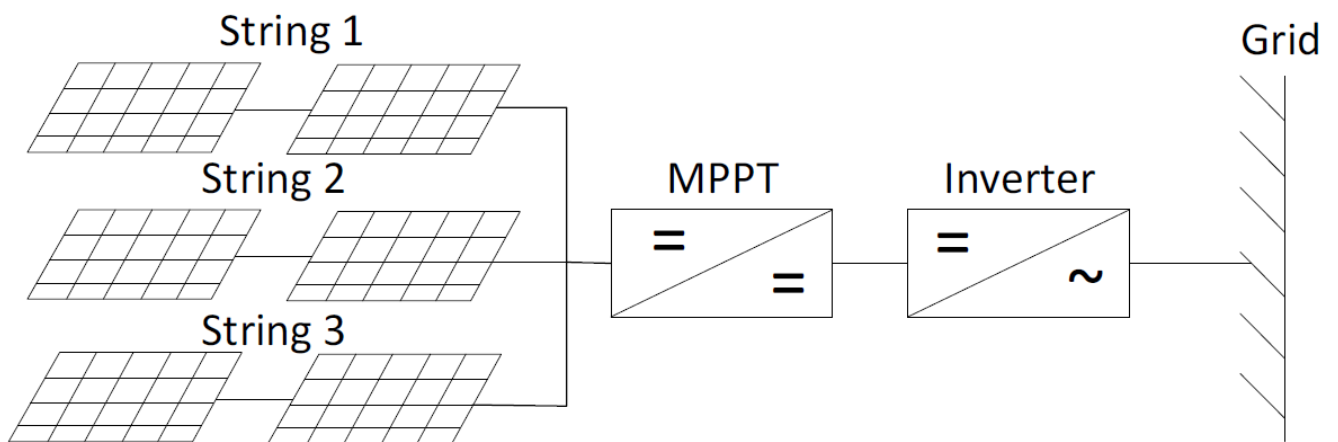 String 1
String 2
String 3
MPPT
Inverter
Grid
=
=
=
~